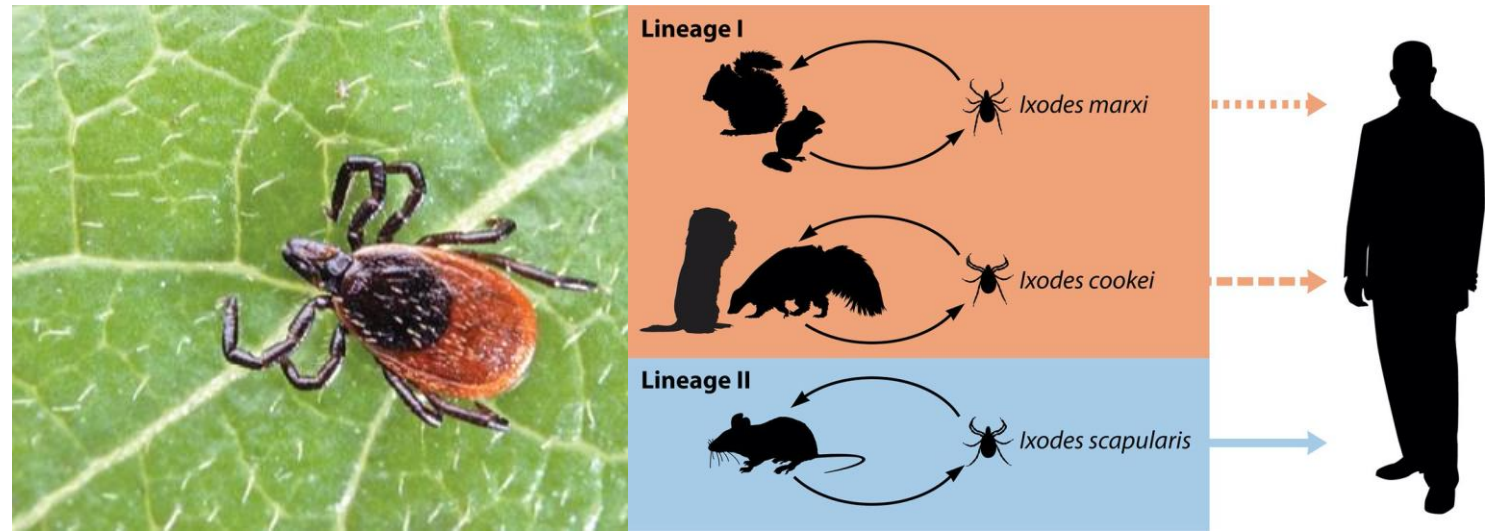 Lineage I
Ixodes marxi
Ixodes cookei
Lineage II
Ixodes scapularis